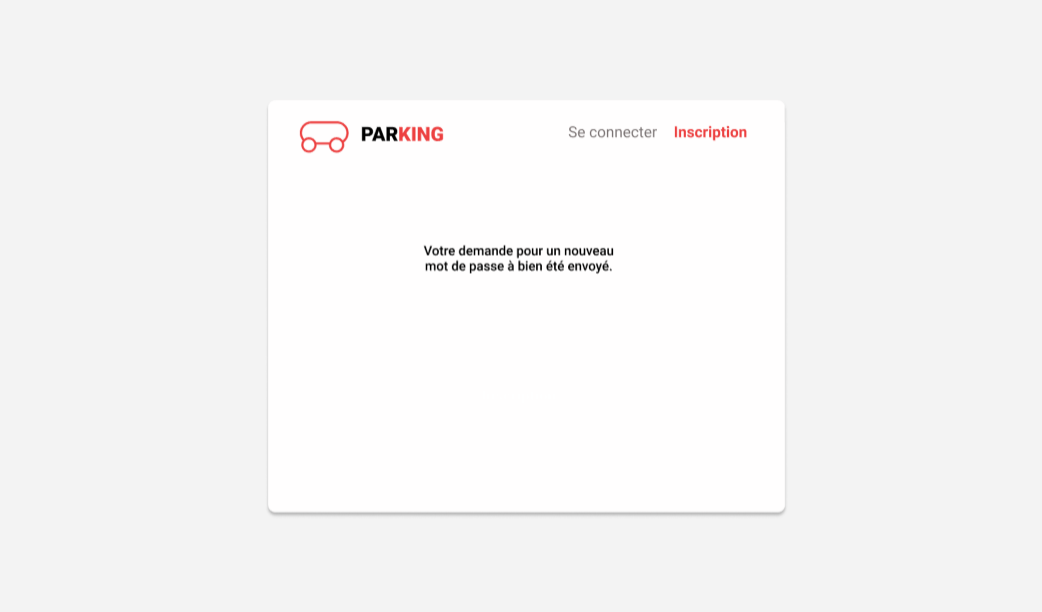 PARKING
Se connecter
Inscription
Votre demande pour un nouveau
mot de passe à bien été envoyé.